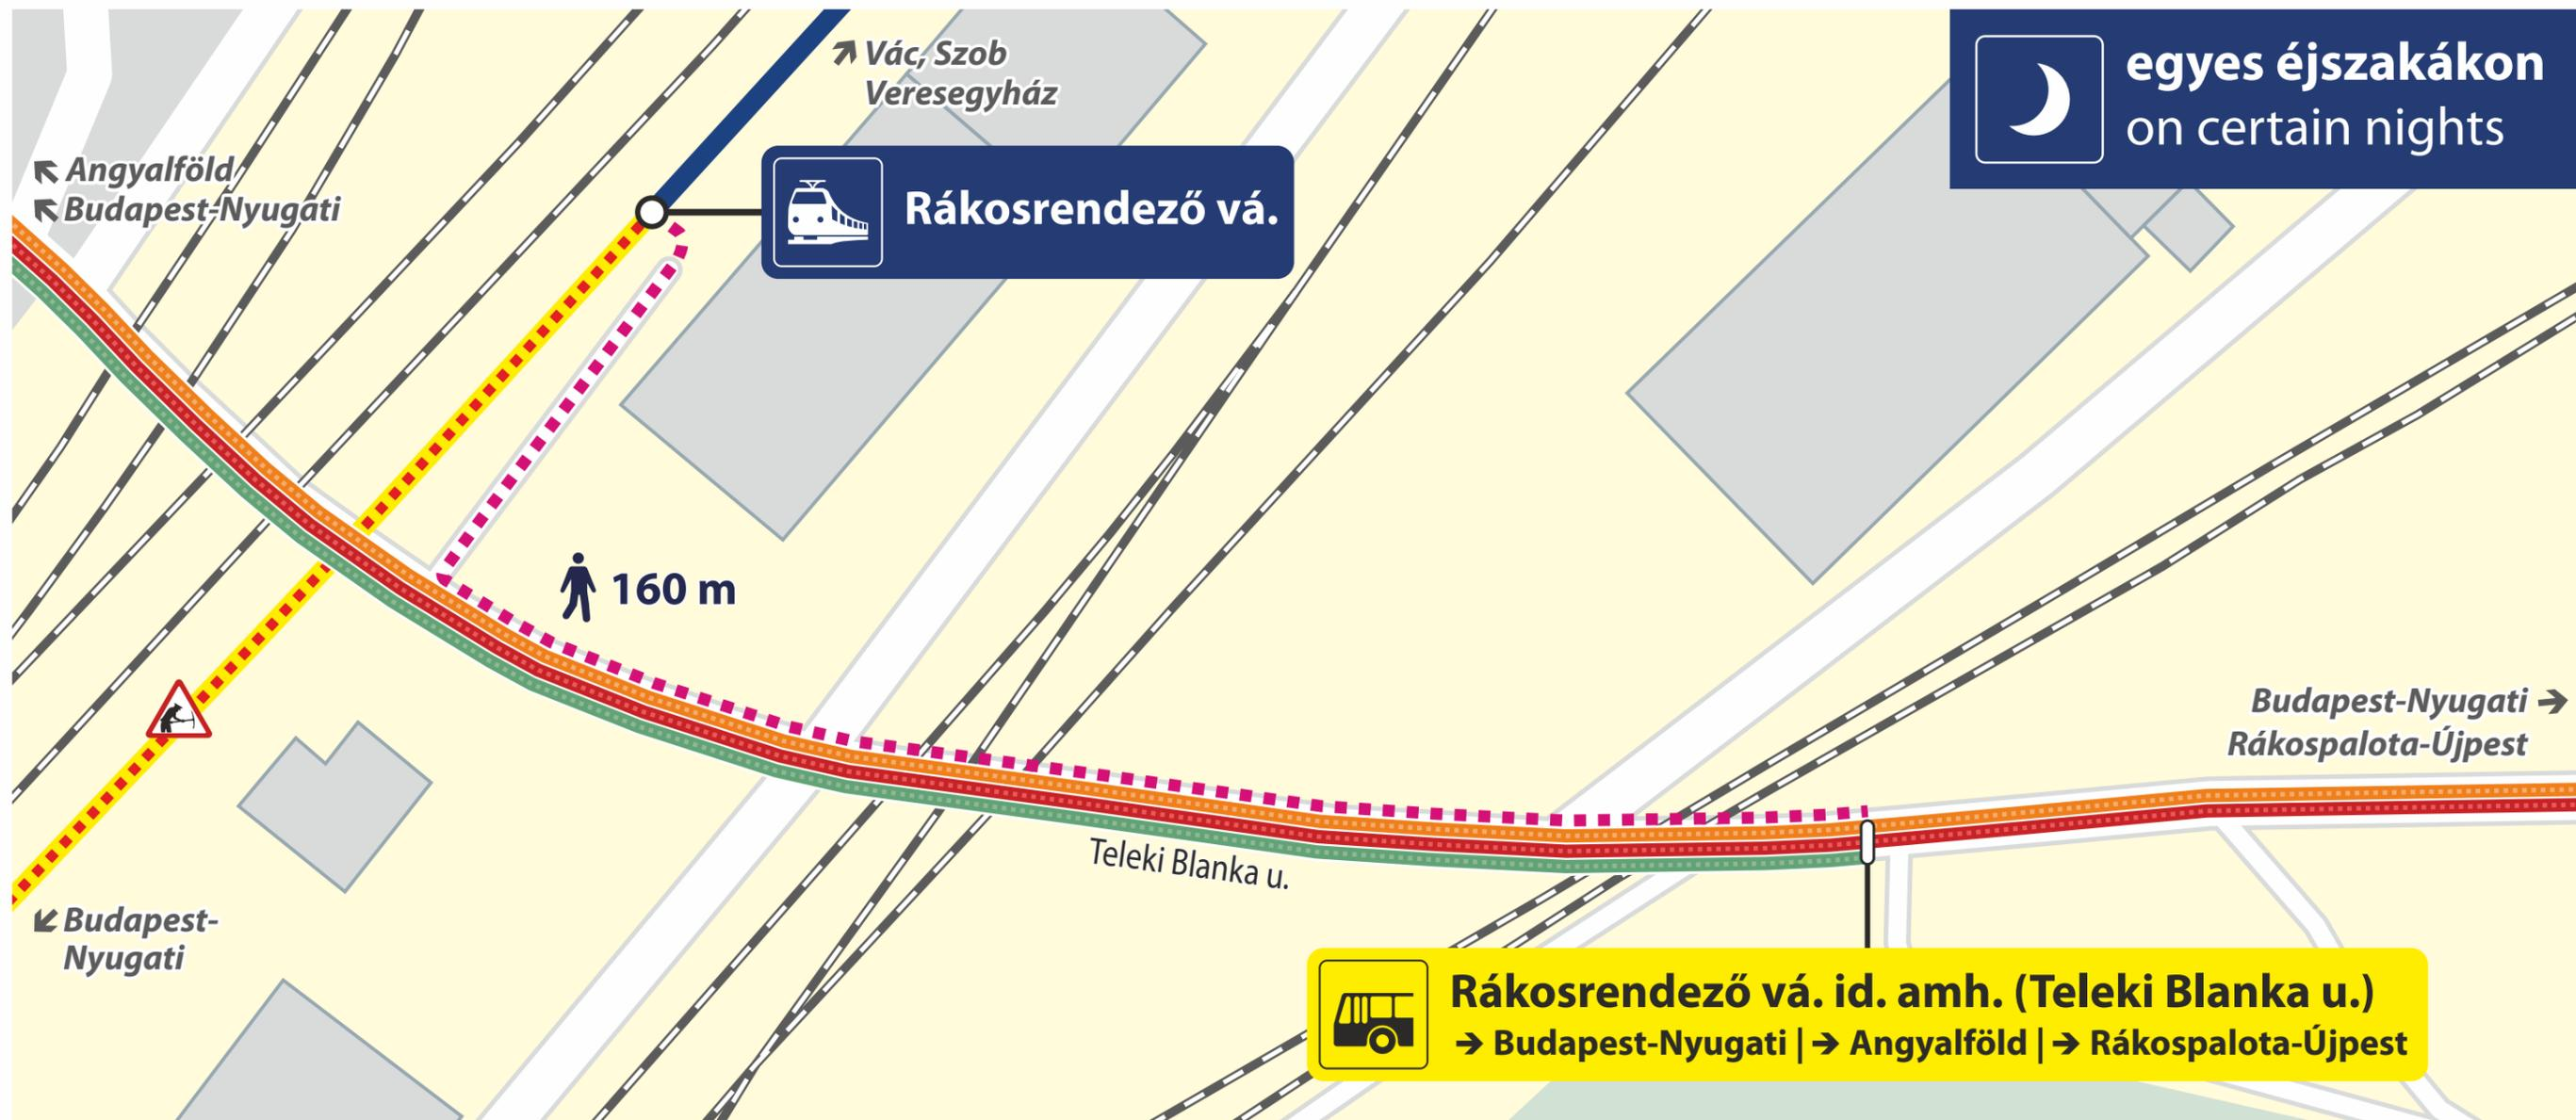 Vác, Szob
Veresegyház
egyes éjszakákon
on certain nights
Angyalföld
Budapest-Nyugati
Rákosrendező vá.
160 m
Budapest-Nyugati
Rákospalota-Újpest
Teleki Blanka u.
Budapest-
Nyugati
Rákosrendező vá. id. amh. (Teleki Blanka u.)
→ Budapest-Nyugati | → Angyalföld | → Rákospalota-Újpest